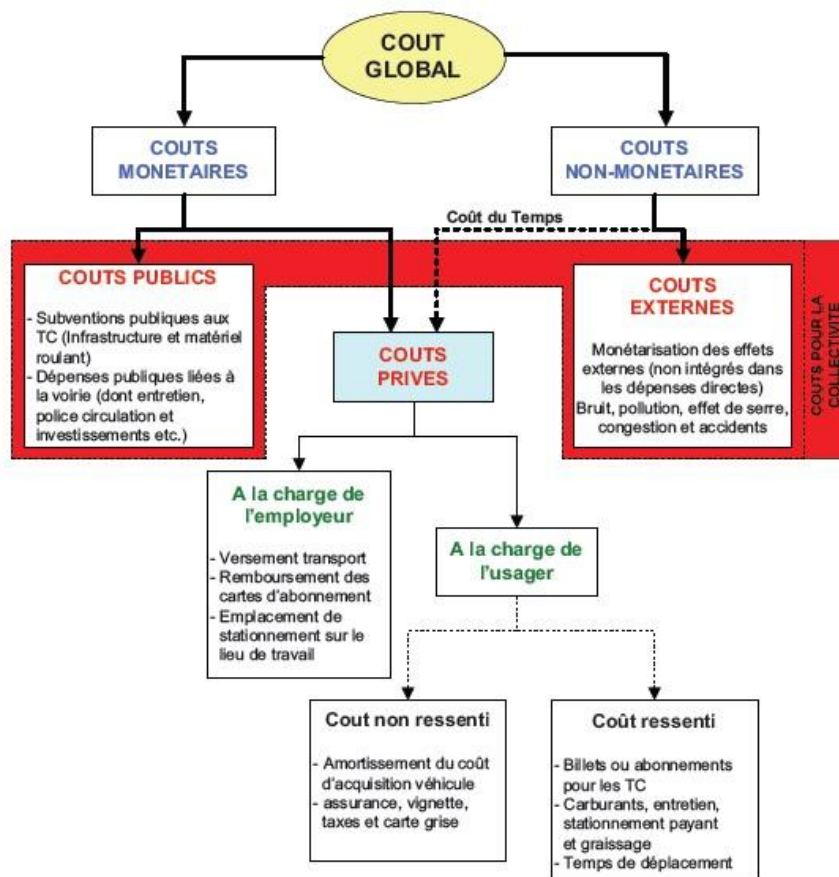 COUT
GLOBAL
COUTS
MONETAIRES
COUTS
NON-MONETAIRES
Coût du Temps
COUTS PUBLICS
- Subventions publiques aux
TC (Infrastructure et matériel
roulant)
- Dépenses publiques liées à
la voirie (dont entretien,
police circulation et
investissements etc.)
COUTS
PRIVES
COUTS
EXTERNES
Monétarisation des effets
externes (non intégrés dans
les dépenses directes)
Bruit, pollution, effet de serre,
congestion et accidents
COUTS POUR LA
COLLECTIVITE
A la charge de
l'employeur
- Versement transport
- Remboursement des
cartes d'abonnement
- Emplacement de
stationnement sur le
lieu de travail
A la charge de
l'usager
Cout non ressenti
- Amortissement du coût
d'acquisition véhicule
- assurance, vignette,
taxes et carte grise
Coût ressenti
- Billets ou abonnements
pour les TC
- Carburants, entretien,
stationnement payant
et graissage
- Temps de déplacement